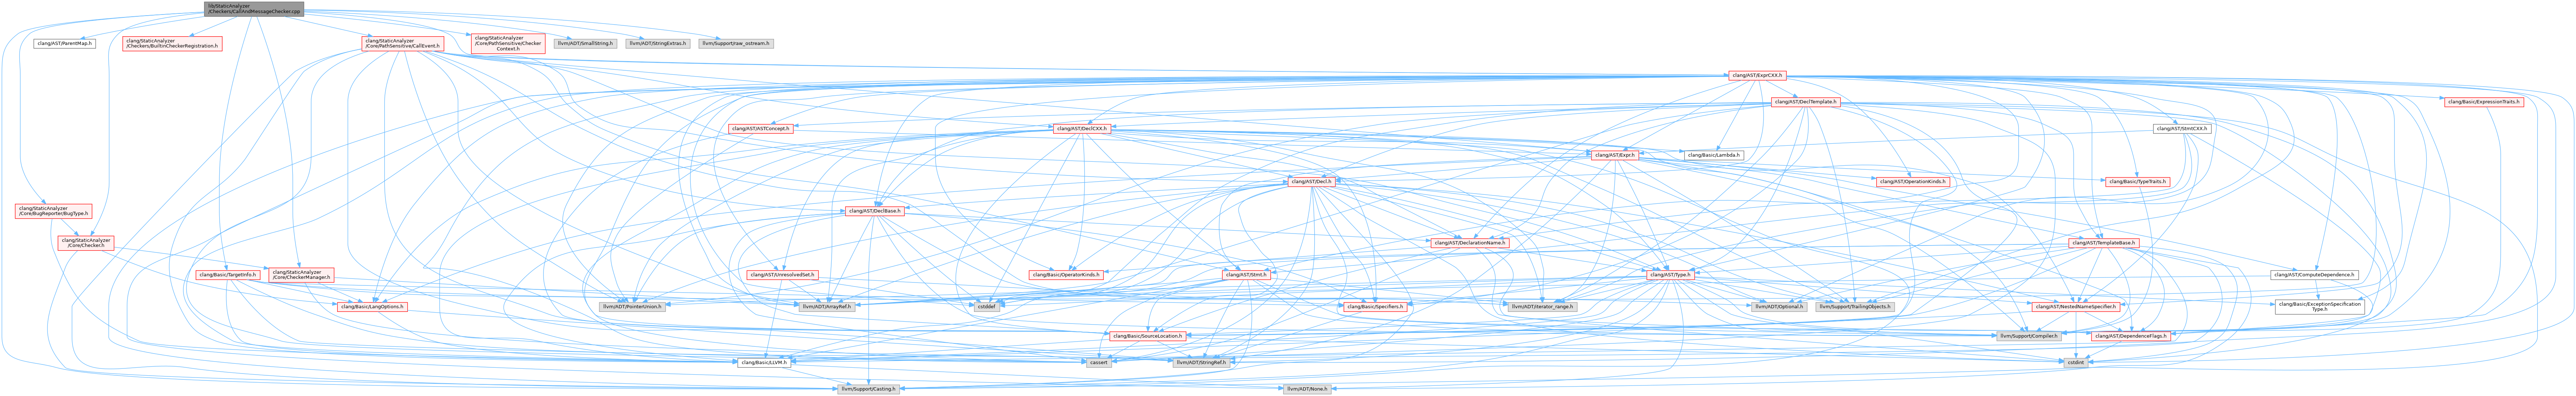 lib/StaticAnalyzer
/Checkers/CallAndMessageChecker.cpp
clang/AST/ParentMap.h
clang/StaticAnalyzer
/Checkers/BuiltinCheckerRegistration.h
clang/StaticAnalyzer
/Core/PathSensitive/CallEvent.h
clang/StaticAnalyzer
/Core/PathSensitive/Checker
Context.h
llvm/ADT/SmallString.h
llvm/ADT/StringExtras.h
llvm/Support/raw_ostream.h
clang/AST/ExprCXX.h
clang/AST/DeclTemplate.h
clang/Basic/ExpressionTraits.h
clang/AST/ASTConcept.h
clang/AST/DeclCXX.h
clang/AST/StmtCXX.h
clang/AST/Expr.h
clang/Basic/Lambda.h
clang/AST/Decl.h
clang/AST/OperationKinds.h
clang/Basic/TypeTraits.h
clang/StaticAnalyzer
/Core/BugReporter/BugType.h
clang/AST/DeclBase.h
clang/StaticAnalyzer
/Core/Checker.h
clang/AST/DeclarationName.h
clang/AST/TemplateBase.h
clang/Basic/TargetInfo.h
clang/StaticAnalyzer
/Core/CheckerManager.h
clang/AST/UnresolvedSet.h
clang/Basic/OperatorKinds.h
clang/AST/Stmt.h
clang/AST/Type.h
clang/AST/ComputeDependence.h
clang/Basic/LangOptions.h
llvm/ADT/PointerUnion.h
llvm/ADT/ArrayRef.h
cstddef
clang/Basic/Specifiers.h
llvm/ADT/iterator_range.h
llvm/ADT/Optional.h
llvm/Support/TrailingObjects.h
clang/AST/NestedNameSpecifier.h
clang/Basic/ExceptionSpecification
Type.h
clang/Basic/SourceLocation.h
llvm/Support/Compiler.h
clang/AST/DependenceFlags.h
clang/Basic/LLVM.h
cassert
llvm/ADT/StringRef.h
cstdint
llvm/Support/Casting.h
llvm/ADT/None.h